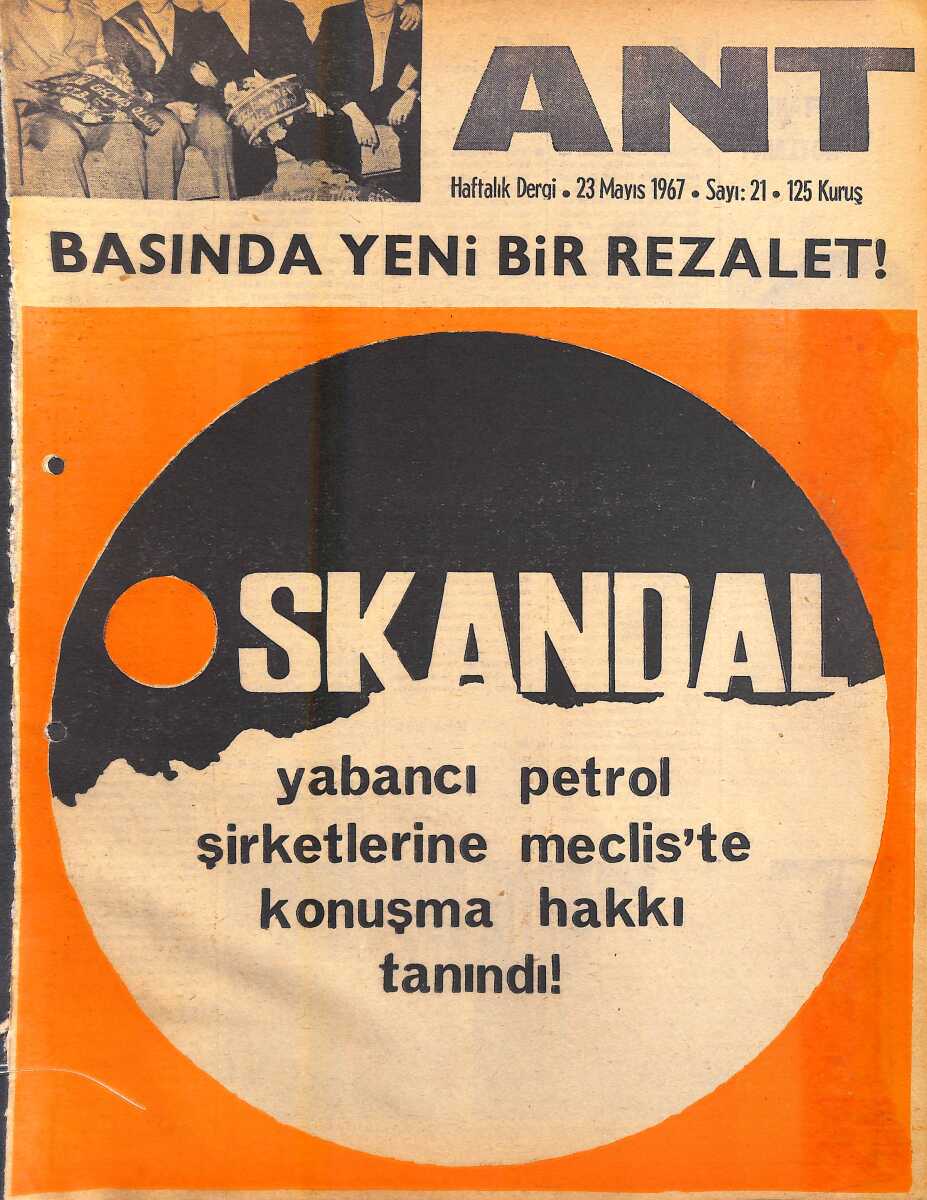 ANT
Haftalık Dergi • 23 Mayıs 1967 • Sayı: 21 • 125 Kuruş
BASINDA YENİ BİR REZALET!
SKANDAL
yabancı petrol
şirketlerine meclis'te
konuşma hakkı
tanındı!